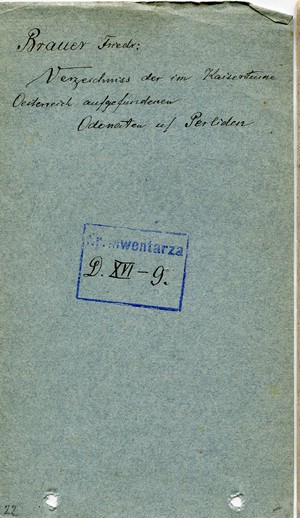 Brauer Friedr:
Verzeichniss der im Kaiserthume
Oesterreich aufgefundenen
Odonaten u/ Perliden
Nr. inwentarza
D. XVI-9.
22